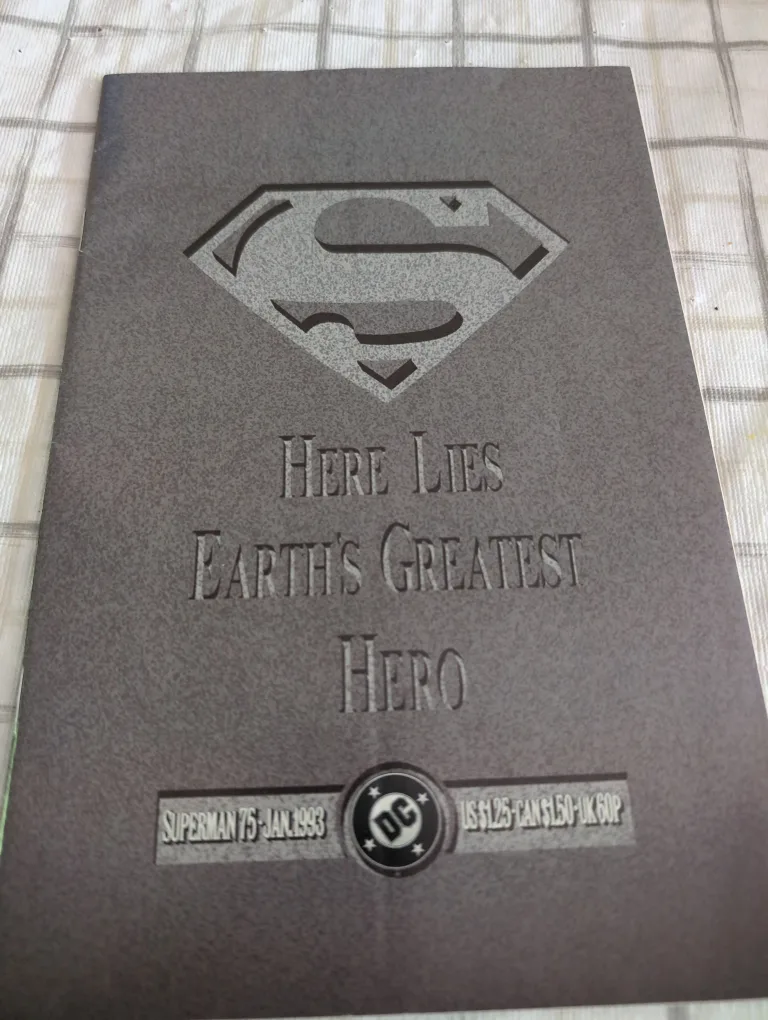 HERE LIES
EARTH'S GREATEST
HERO
SUPERMAN 75·JAN.1993 DC US $1.25·CAN $1.50·UK 60P